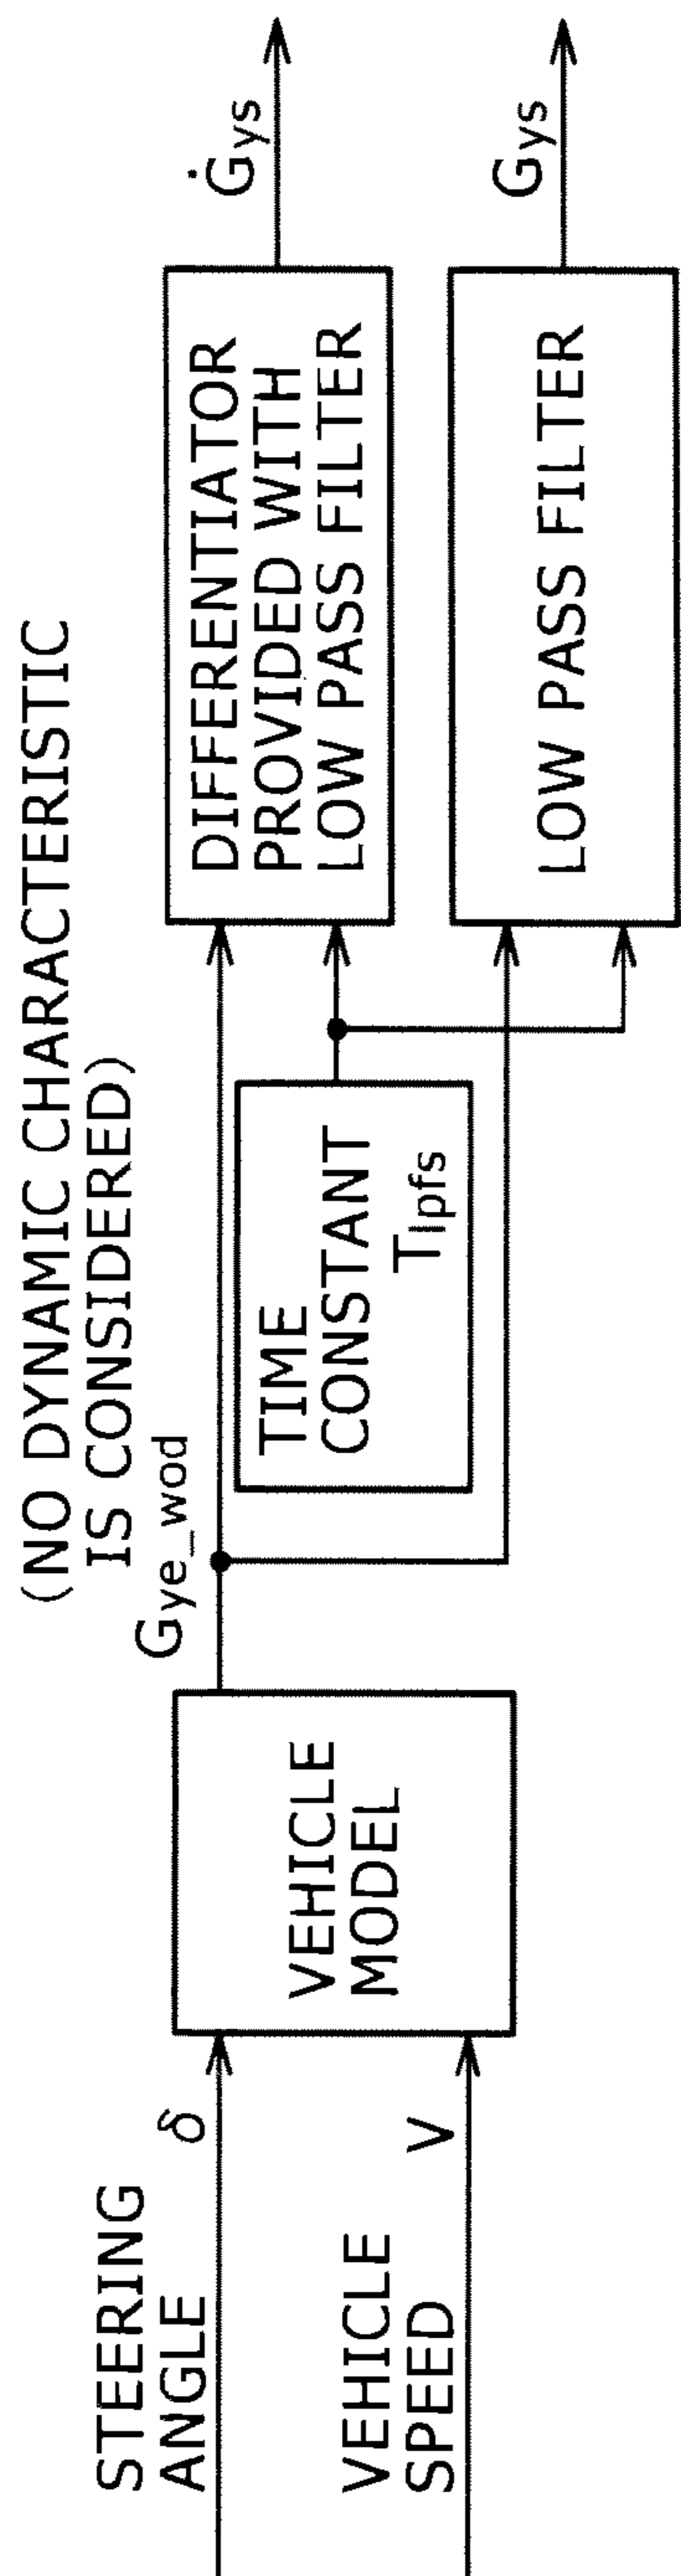 STEERING
ANGLE
δ
VEHICLE
SPEED
V
VEHICLE
MODEL
(NO DYNAMIC CHARACTERISTIC
IS CONSIDERED)
Gye_wod
TIME
CONSTANT
Tlpfs
DIFFERENTIATOR
PROVIDED WITH
LOW PASS FILTER
LOW PASS FILTER
Ġys
Gys